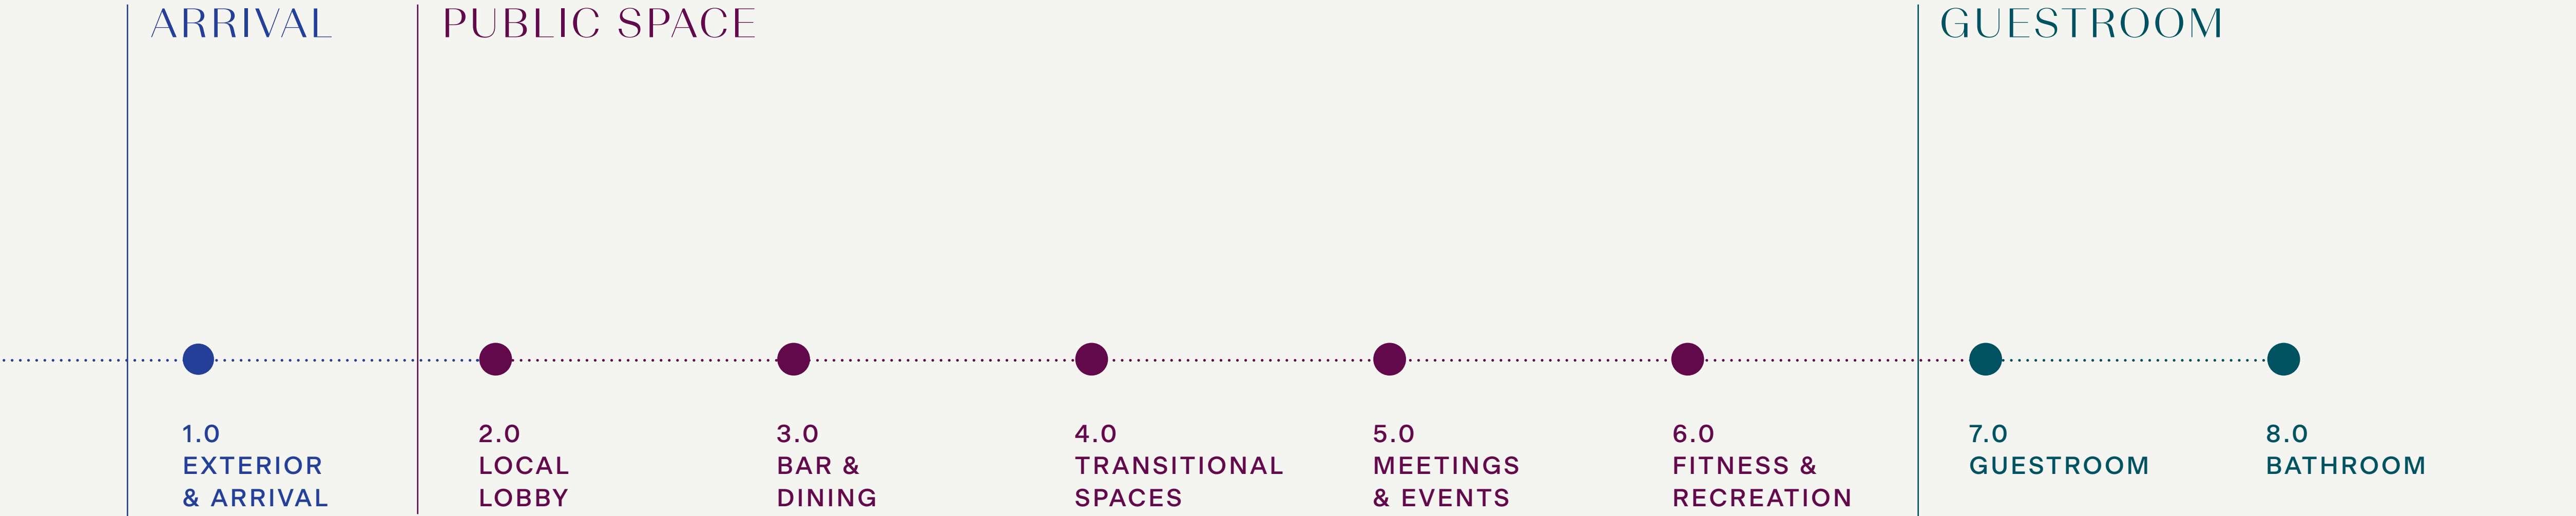 ARRIVAL
PUBLIC SPACE
GUESTROOM
1.0
EXTERIOR
& ARRIVAL
2.0
LOCAL
LOBBY
3.0
BAR &
DINING
4.0
TRANSITIONAL
SPACES
5.0
MEETINGS
& EVENTS
6.0
FITNESS &
RECREATION
7.0
GUESTROOM
8.0
BATHROOM